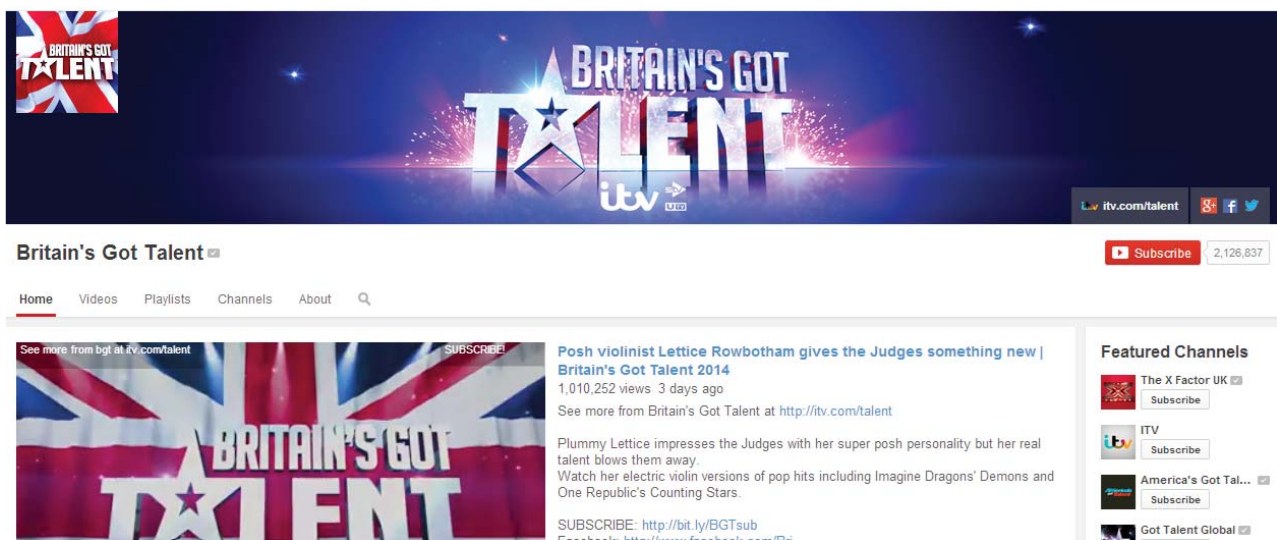 BRITAIN'S GOT
TALENT
BRITAIN'S GOT
TALENT
itv STV
UTV
itv itv.com/talent g+ f
Britain's Got Talent
Subscribe 2,126,837
Home Videos Playlists Channels About
See more from bgt at itv.com/talent SUBSCRIBE!
BRITAIN'S GOT
TALENT
Posh violinist Lettice Rowbotham gives the Judges something new |
Britain's Got Talent 2014
1,010,252 views 3 days ago
See more from Britain's Got Talent at http://itv.com/talent
Plummy Lettice impresses the Judges with her super posh personality but her real
talent blows them away.
Watch her electric violin versions of pop hits including Imagine Dragons' Demons and
One Republic's Counting Stars.
SUBSCRIBE: http://bit.ly/BGTsub
Featured Channels
The X Factor UK
Subscribe
itv
ITV
Subscribe
America's Got Tal...
Subscribe
Got Talent Global